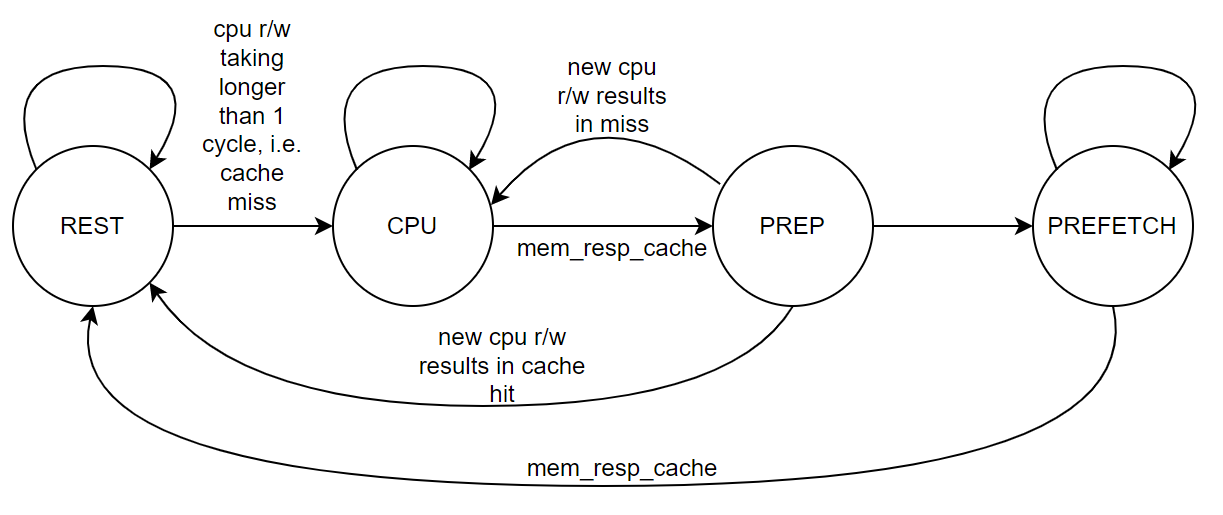 cpu r/w
taking
longer
than 1
cycle, i.e.
cache
miss
new cpu
r/w results
in miss
REST
CPU
PREP
PREFETCH
mem_resp_cache
new cpu r/w
results in cache
hit
mem_resp_cache